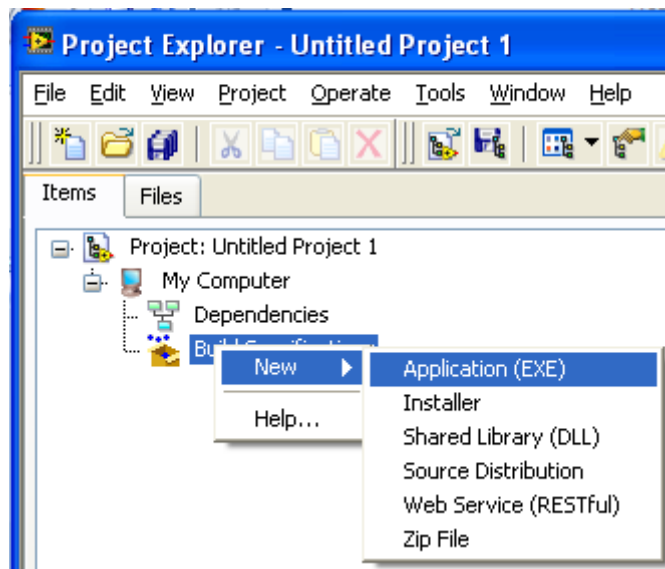 Project Explorer - Untitled Project 1
File Edit View Project Operate Tools Window Help
Items Files
Project: Untitled Project 1
My Computer
Dependencies
New
Help...
Application (EXE)
Installer
Shared Library (DLL)
Source Distribution
Web Service (RESTful)
Zip File